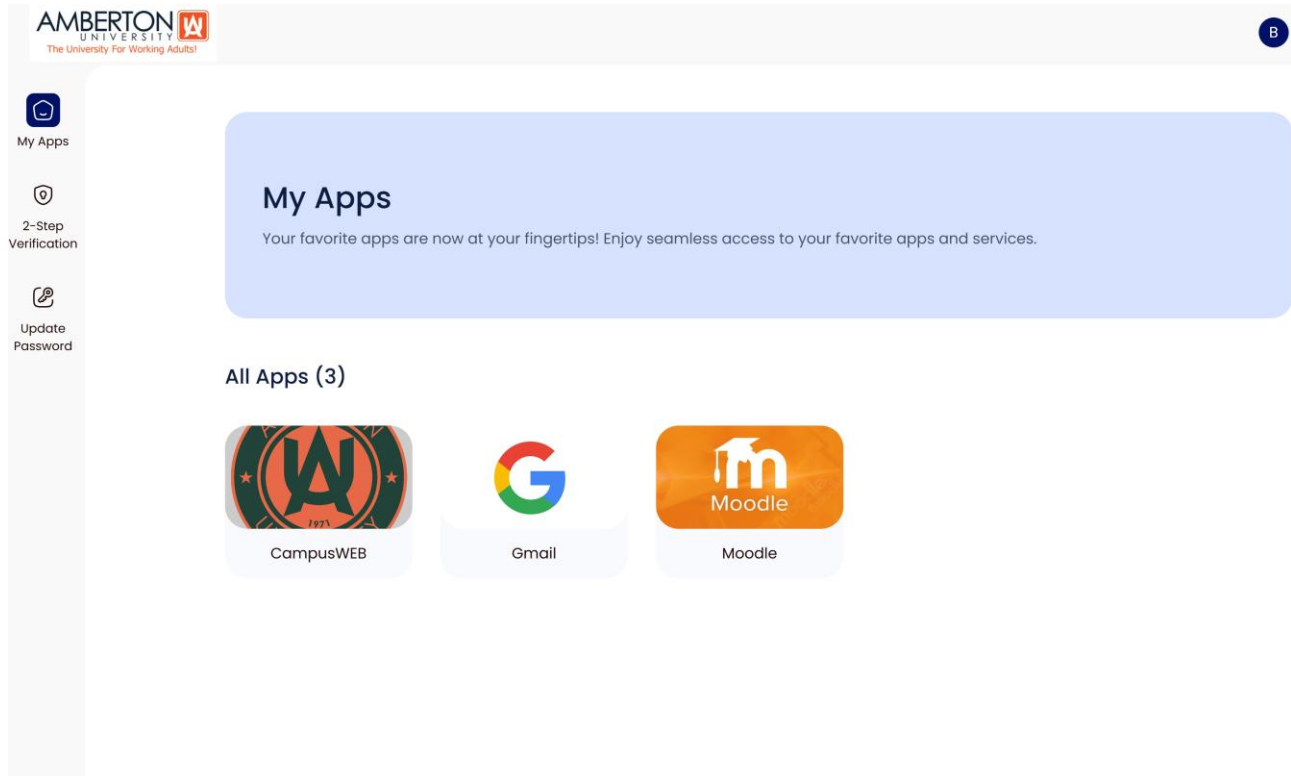 AMBERTON
UNIVERSITY
The University For Working Adults!
B
My Apps
2-Step
Verification
Update
Password
My Apps
Your favorite apps are now at your fingertips! Enjoy seamless access to your favorite apps and services.
All Apps (3)
1971
CampusWEB
Gmail
Moodle
Moodle